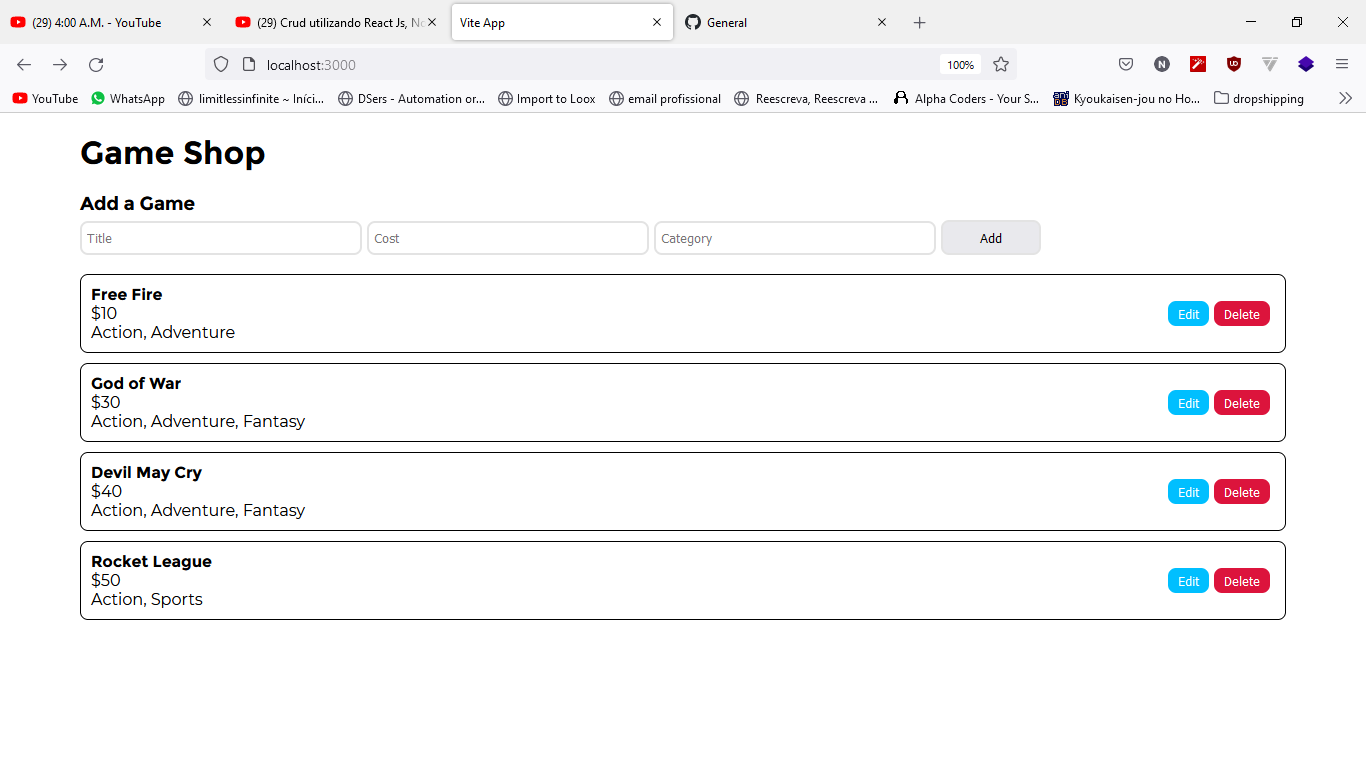 (29) 4:00 A.M. - YouTube
(29) Crud utilizando React Js, No
Vite App
General
localhost:3000
100%
N
YouTube
WhatsApp
limitlessinfinite ~ Iníci...
DSers - Automation or...
Import to Loox
email profissional
Reescreva, Reescreva ...
Alpha Coders - Your S...
Kyoukaisen-jou no Ho...
dropshipping
Game Shop
Add a Game
Title
Cost
Category
Add
Free Fire
$10
Action, Adventure
Edit
Delete
God of War
$30
Action, Adventure, Fantasy
Edit
Delete
Devil May Cry
$40
Action, Adventure, Fantasy
Edit
Delete
Rocket League
$50
Action, Sports
Edit
Delete